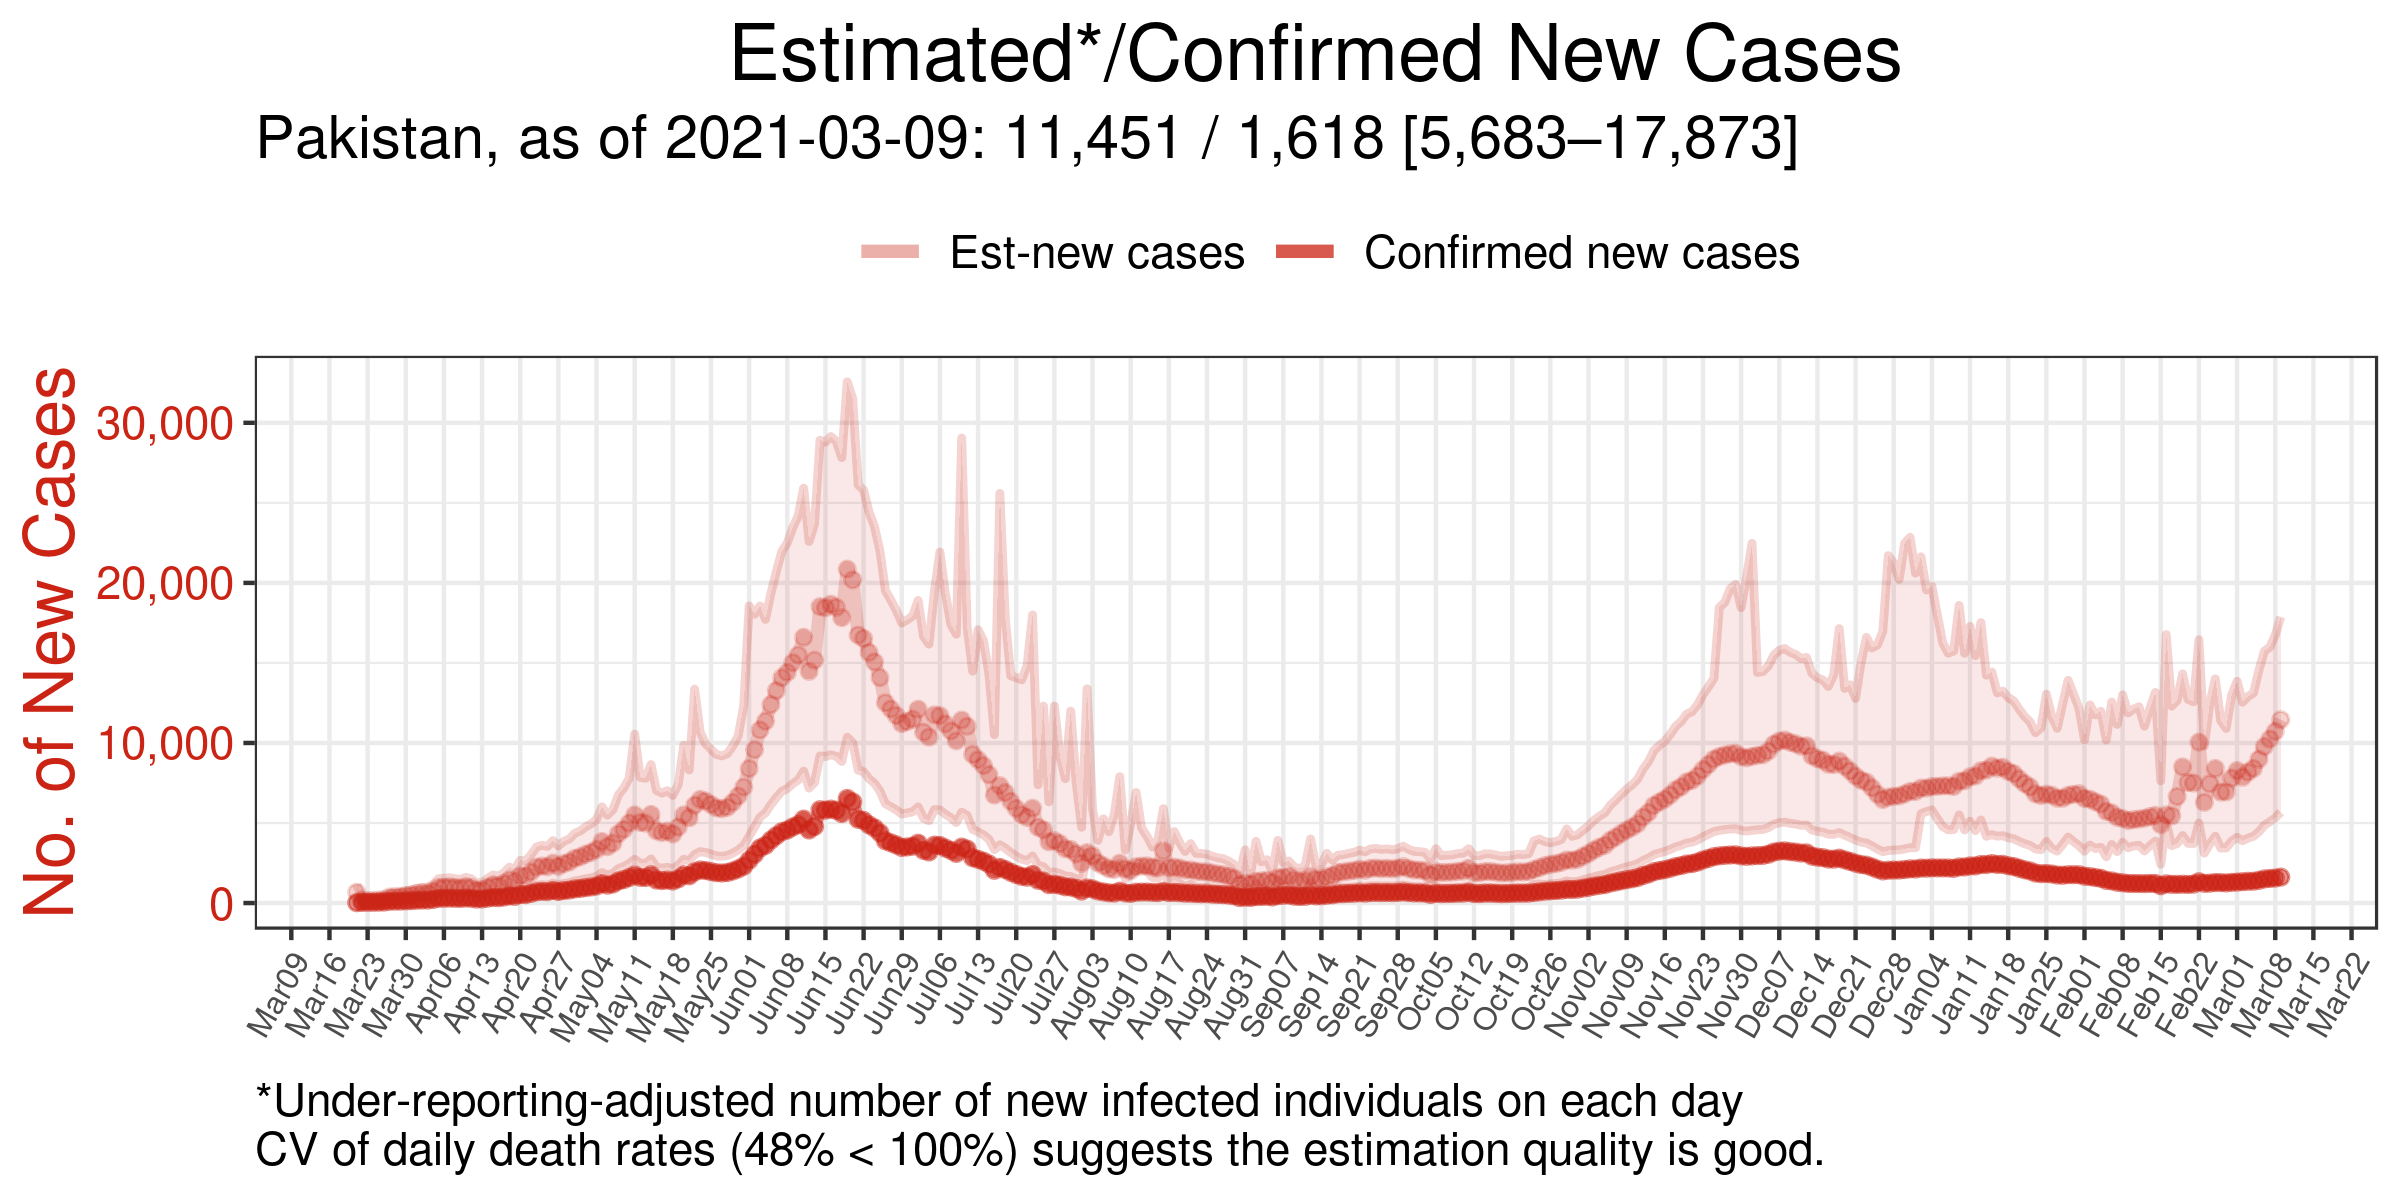 Estimated*/Confirmed New Cases
Pakistan, as of 2021-03-09: 11,451 / 1,618 [5,683–17,873]
Est-new cases Confirmed new cases
No. of New Cases
30,000
20,000
10,000
0
Mar09 Mar16 Mar23 Mar30 Apr06 Apr13 Apr20 Apr27 May04 May11 May18 May25 Jun01 Jun08 Jun15 Jun22 Jun29 Jul06 Jul13 Jul20 Jul27 Aug03 Aug10 Aug17 Aug24 Aug31 Sep07 Sep14 Sep21 Sep28 Oct05 Oct12 Oct19 Oct26 Nov02 Nov09 Nov16 Nov23 Nov30 Dec07 Dec14 Dec21 Dec28 Jan04 Jan11 Jan18 Jan25 Feb01 Feb08 Feb15 Feb22 Mar01 Mar08 Mar15 Mar22
*Under-reporting-adjusted number of new infected individuals on each day
CV of daily death rates (48% < 100%) suggests the estimation quality is good.